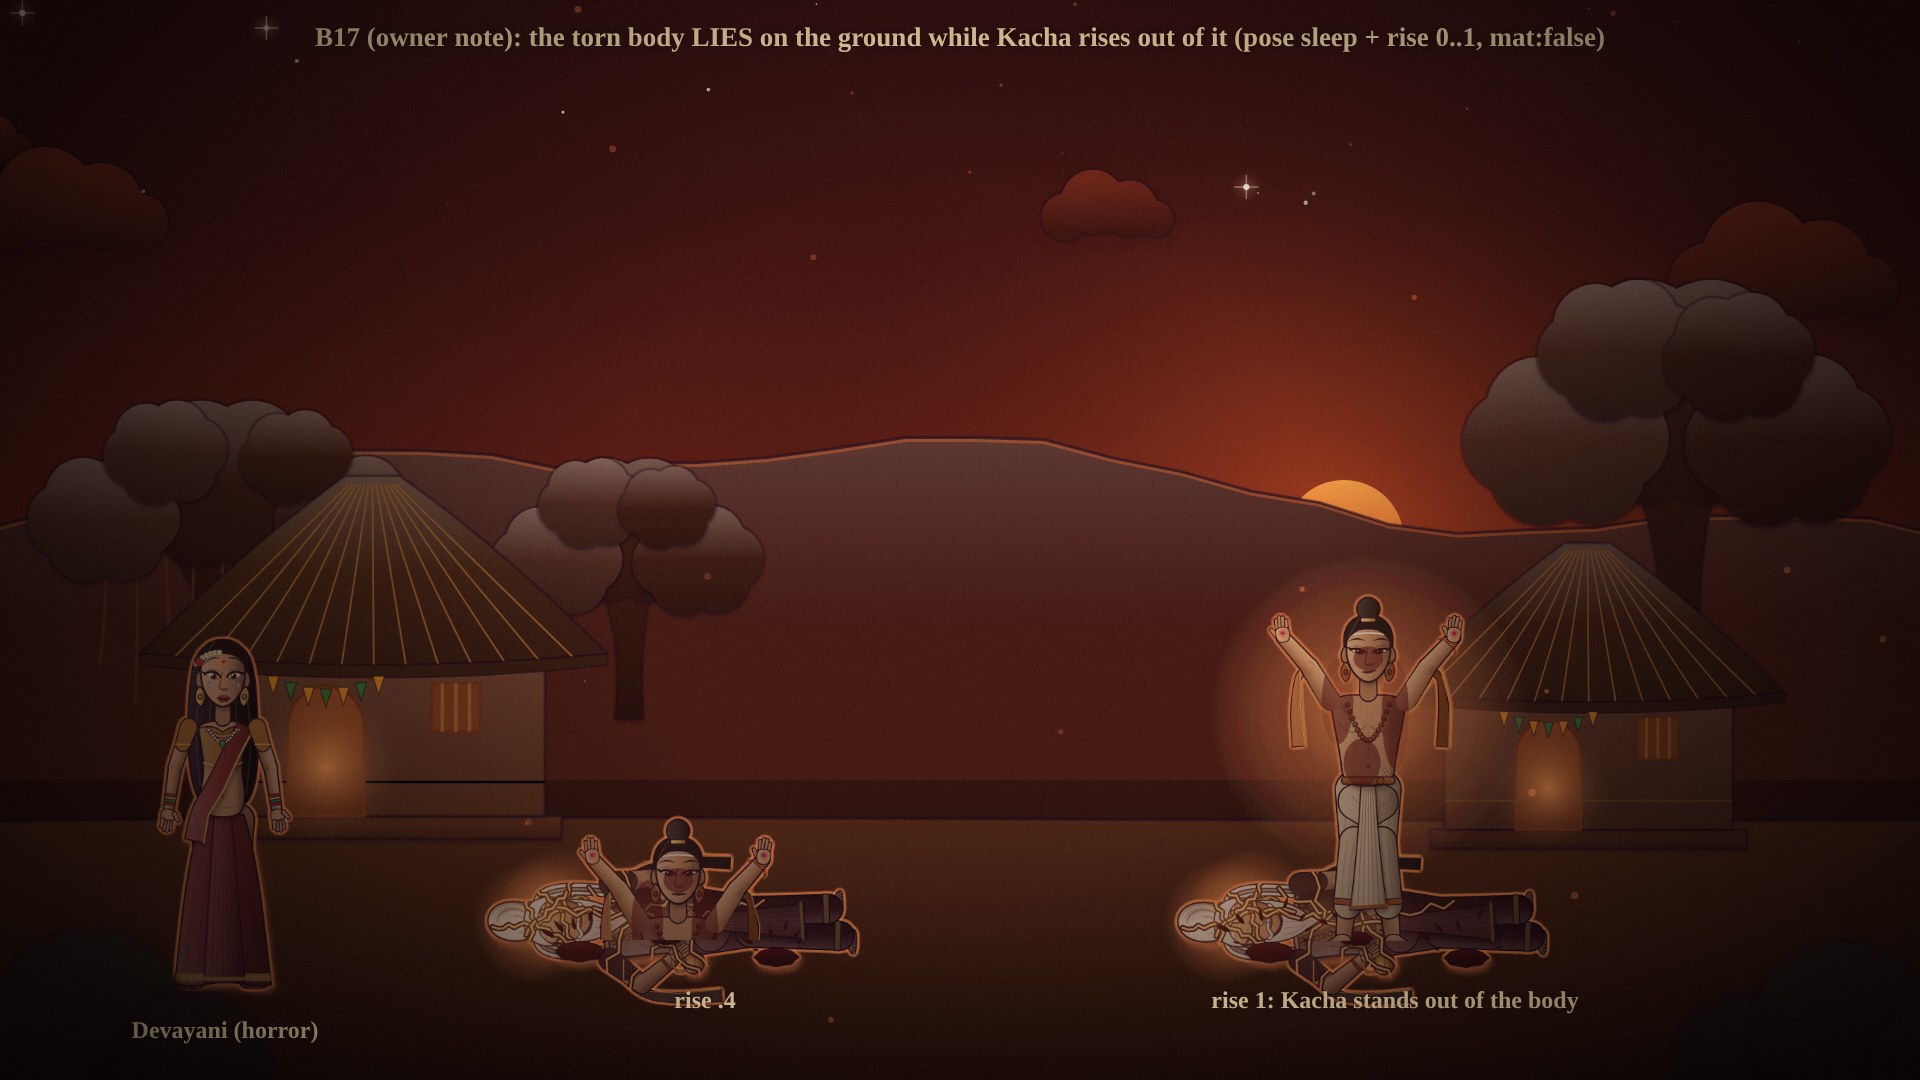 B17 (owner note): the torn body LIES on the ground while Kacha rises out of it (pose sleep + rise 0..1, mat:false)
rise .4
rise 1: Kacha stands out of the body
Devayani (horror)